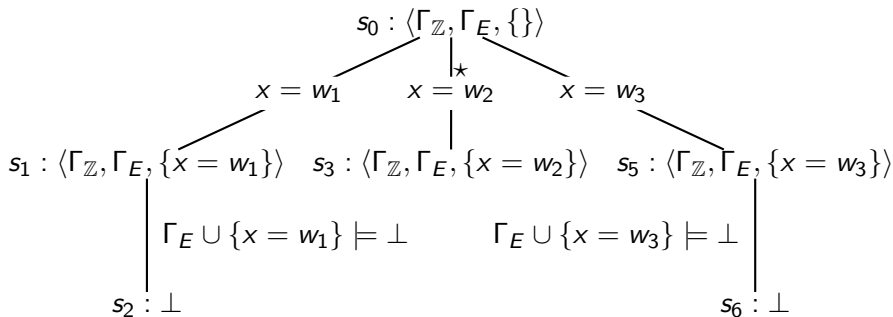 s₀ : ⟨Γ_ℤ, Γ_E, {}⟩
x = w₁ x =* w₂ x = w₃
s₁ : ⟨Γ_ℤ, Γ_E, {x = w₁}⟩ s₃ : ⟨Γ_ℤ, Γ_E, {x = w₂}⟩ s₅ : ⟨Γ_ℤ, Γ_E, {x = w₃}⟩
Γ_E ∪ {x = w₁} ⊨ ⊥ Γ_E ∪ {x = w₃} ⊨ ⊥
s₂ : ⊥ s₆ : ⊥